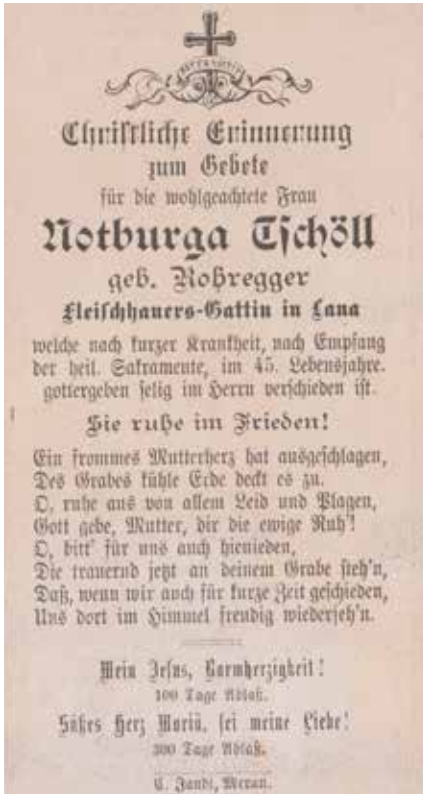 Christliche Erinnerung
zum Gebete
für die wohlgeachtete Frau
Notburga Tschöll
geb. Rohregger
Fleischhauers-Gattin in Lana
welche nach kurzer Krankheit, nach Empfang
der heil. Sakramente, im 45. Lebensjahre.
gottergeben selig im Herrn verschieden ist.
Sie ruhe im Frieden!
Ein frommes Mutterherz hat ausgeschlagen,
Des Grabes kühle Erde deckt es zu.
O, ruhe aus von allem Leid und Plagen,
Gott gebe, Mutter, dir die ewige Ruh'!
O, bitt' für uns auch hienieden,
Die trauernd jetzt an deinem Grabe steh'n,
Daß, wenn wir auch für kurze Zeit geschieden,
Uns dort im Himmel freudig wiederseh'n.
Mein Jesus, Barmherzigkeit!
100 Tage Ablaß.
Süßes Herz Mariä, sei meine Liebe!
300 Tage Ablaß.
C. Jandl, Meran.